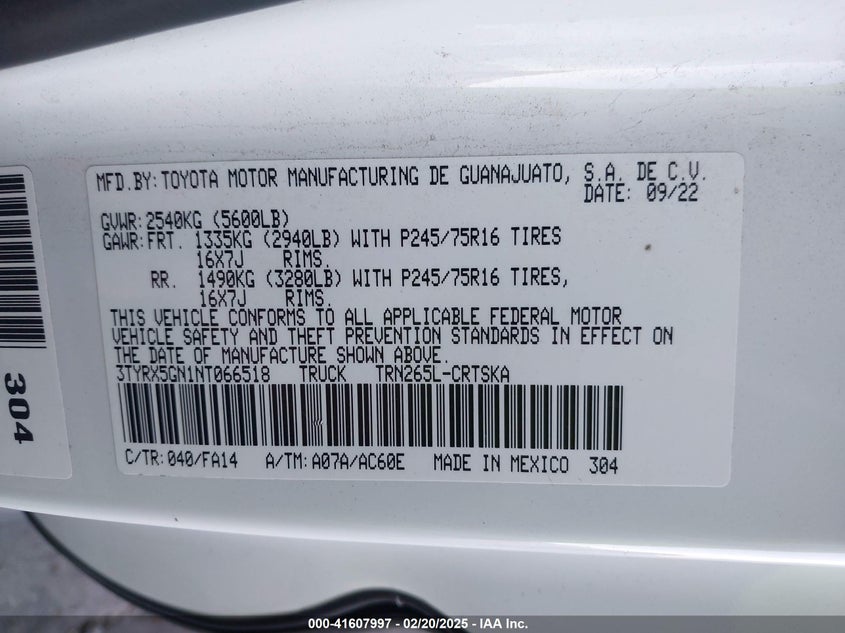 MFD.BY:TOYOTA MOTOR MANUFACTURING DE GUANAJUATO, S.A. DE C.V.
DATE: 09/22
GVWR:2540KG (5600LB)
GAWR:FRT. 1335KG (2940LB) WITH P245/75R16 TIRES
16X7J RIMS.
RR. 1490KG (3280LB) WITH P245/75R16 TIRES,
16X7J RIMS.
THIS VEHICLE CONFORMS TO ALL APPLICABLE FEDERAL MOTOR
VEHICLE SAFETY AND THEFT PREVENTION STANDARDS IN EFFECT ON
THE DATE OF MANUFACTURE SHOWN ABOVE.
3TYRX5GN1NT066518 TRUCK TRN265L-CRTSKA
C/TR:040/FA14 A/TM:A07A/AC60E MADE IN MEXICO 304
304
000-41607997 - 02/20/2025 - IAA Inc.